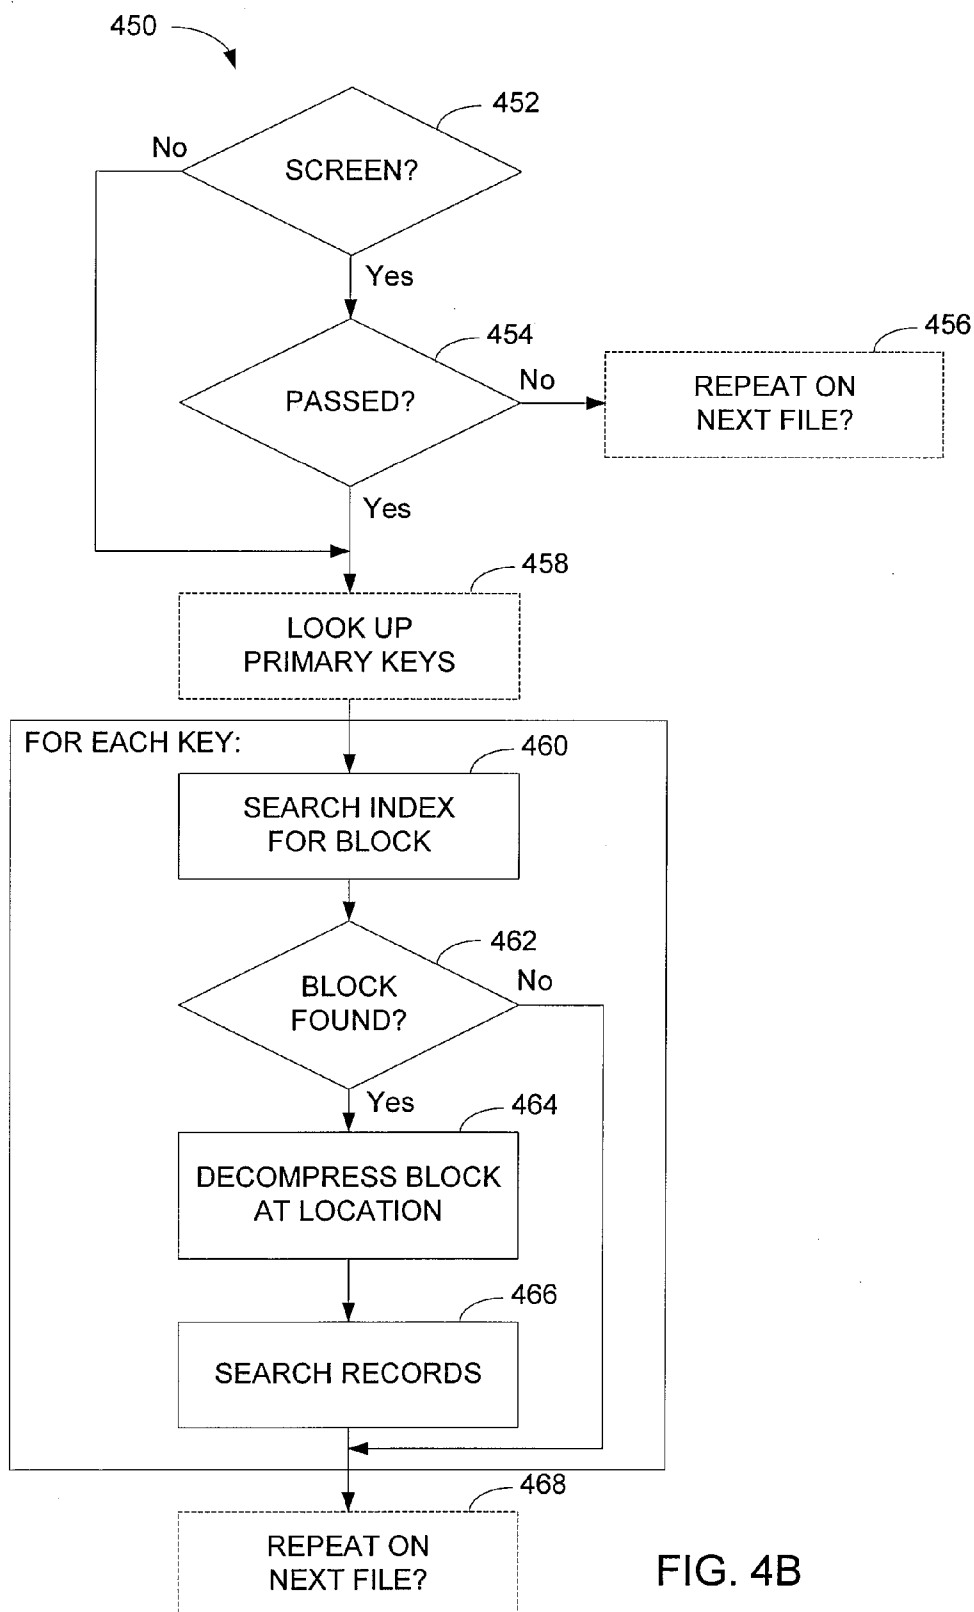 450
452
No
SCREEN?
Yes
454
456
No
PASSED?
REPEAT ON
NEXT FILE?
Yes
458
LOOK UP
PRIMARY KEYS
FOR EACH KEY:
460
SEARCH INDEX
FOR BLOCK
462
No
BLOCK
FOUND?
Yes
464
DECOMPRESS BLOCK
AT LOCATION
466
SEARCH RECORDS
468
REPEAT ON
NEXT FILE?
FIG. 4B